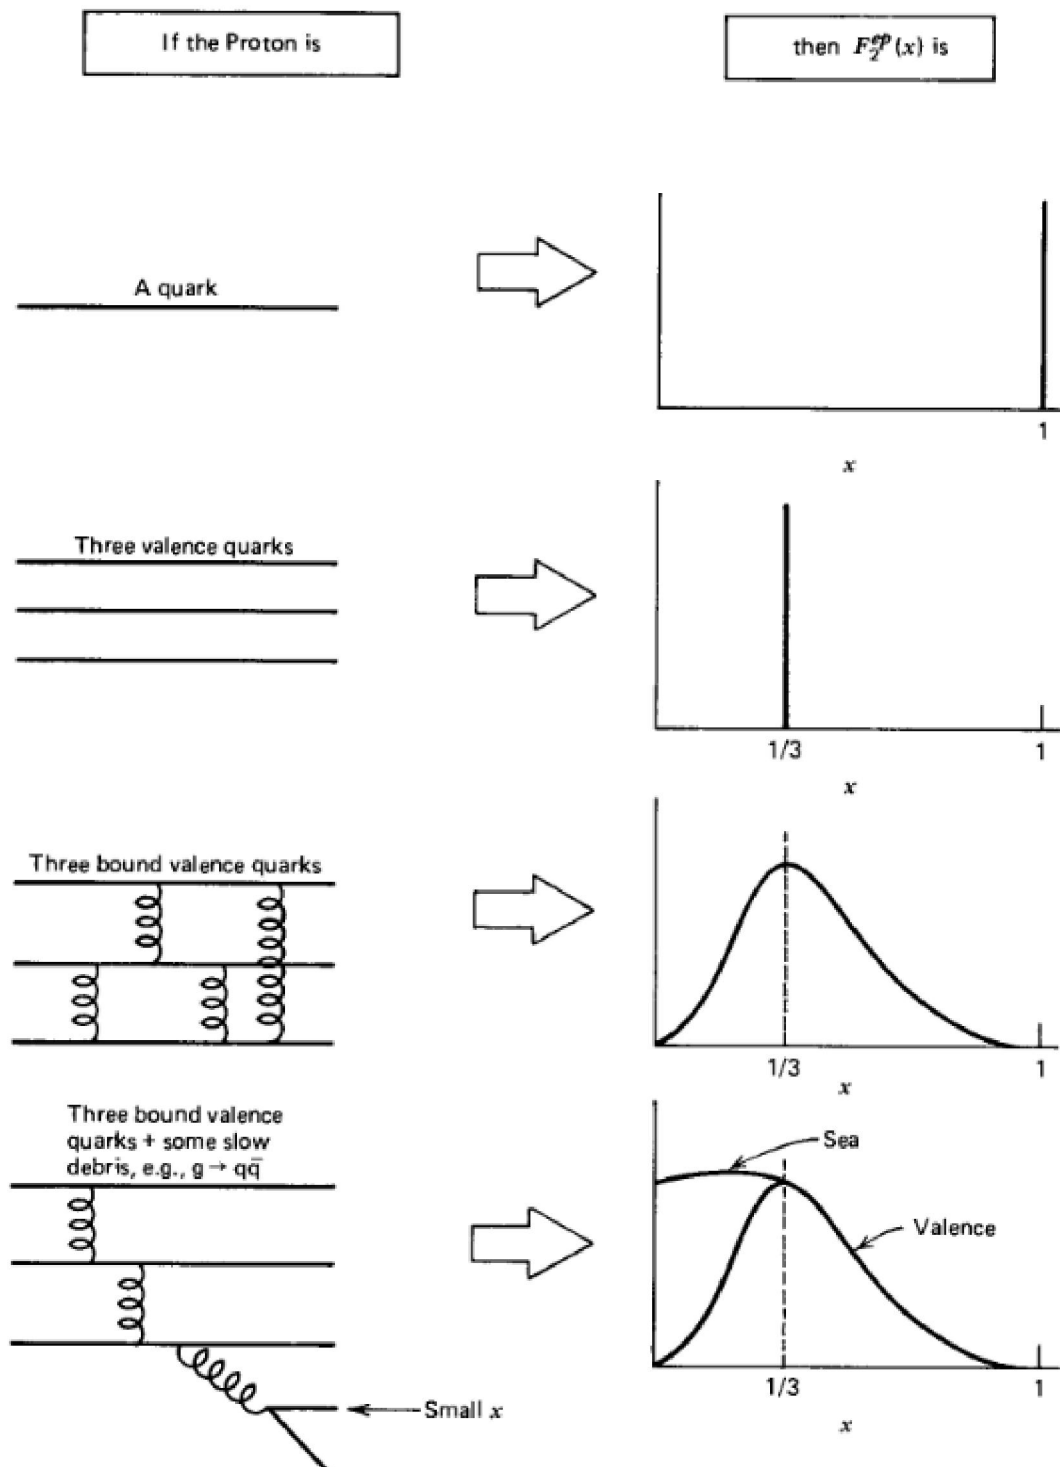 If the Proton is
then F₂ᵉᵖ(x) is
A quark
1
x
Three valence quarks
1/3
1
x
Three bound valence quarks
1/3
1
x
Three bound valence
quarks + some slow
debris, e.g., g → qq̄
Sea
Valence
1/3
1
Small x
x